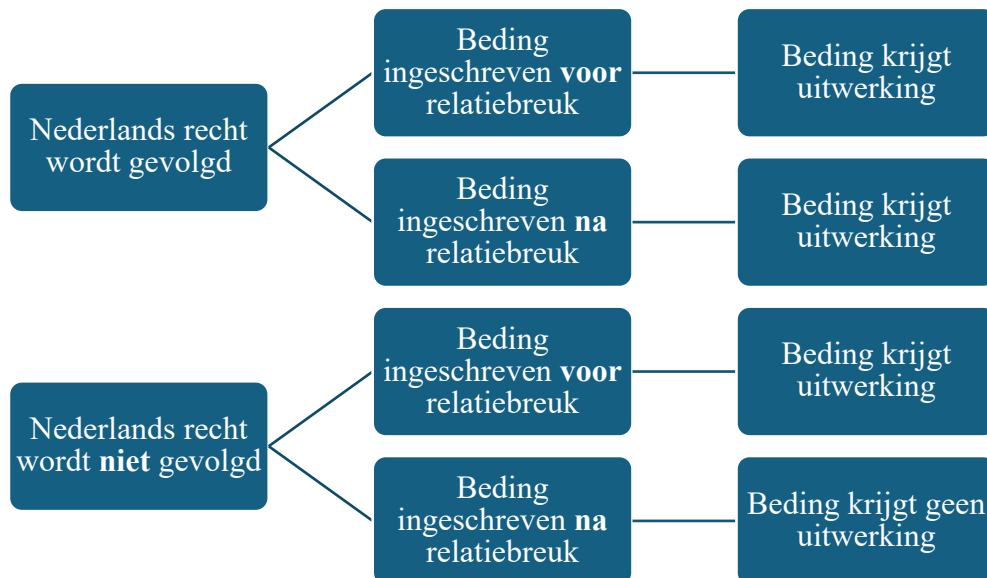 Nederlands recht
wordt gevolgd
Beding
ingeschreven voor
relatiebreuk
Beding krijgt
uitwerking
Beding
ingeschreven na
relatiebreuk
Beding krijgt
uitwerking
Nederlands recht
wordt niet gevolgd
Beding
ingeschreven voor
relatiebreuk
Beding krijgt
uitwerking
Beding
ingeschreven na
relatiebreuk
Beding krijgt geen
uitwerking